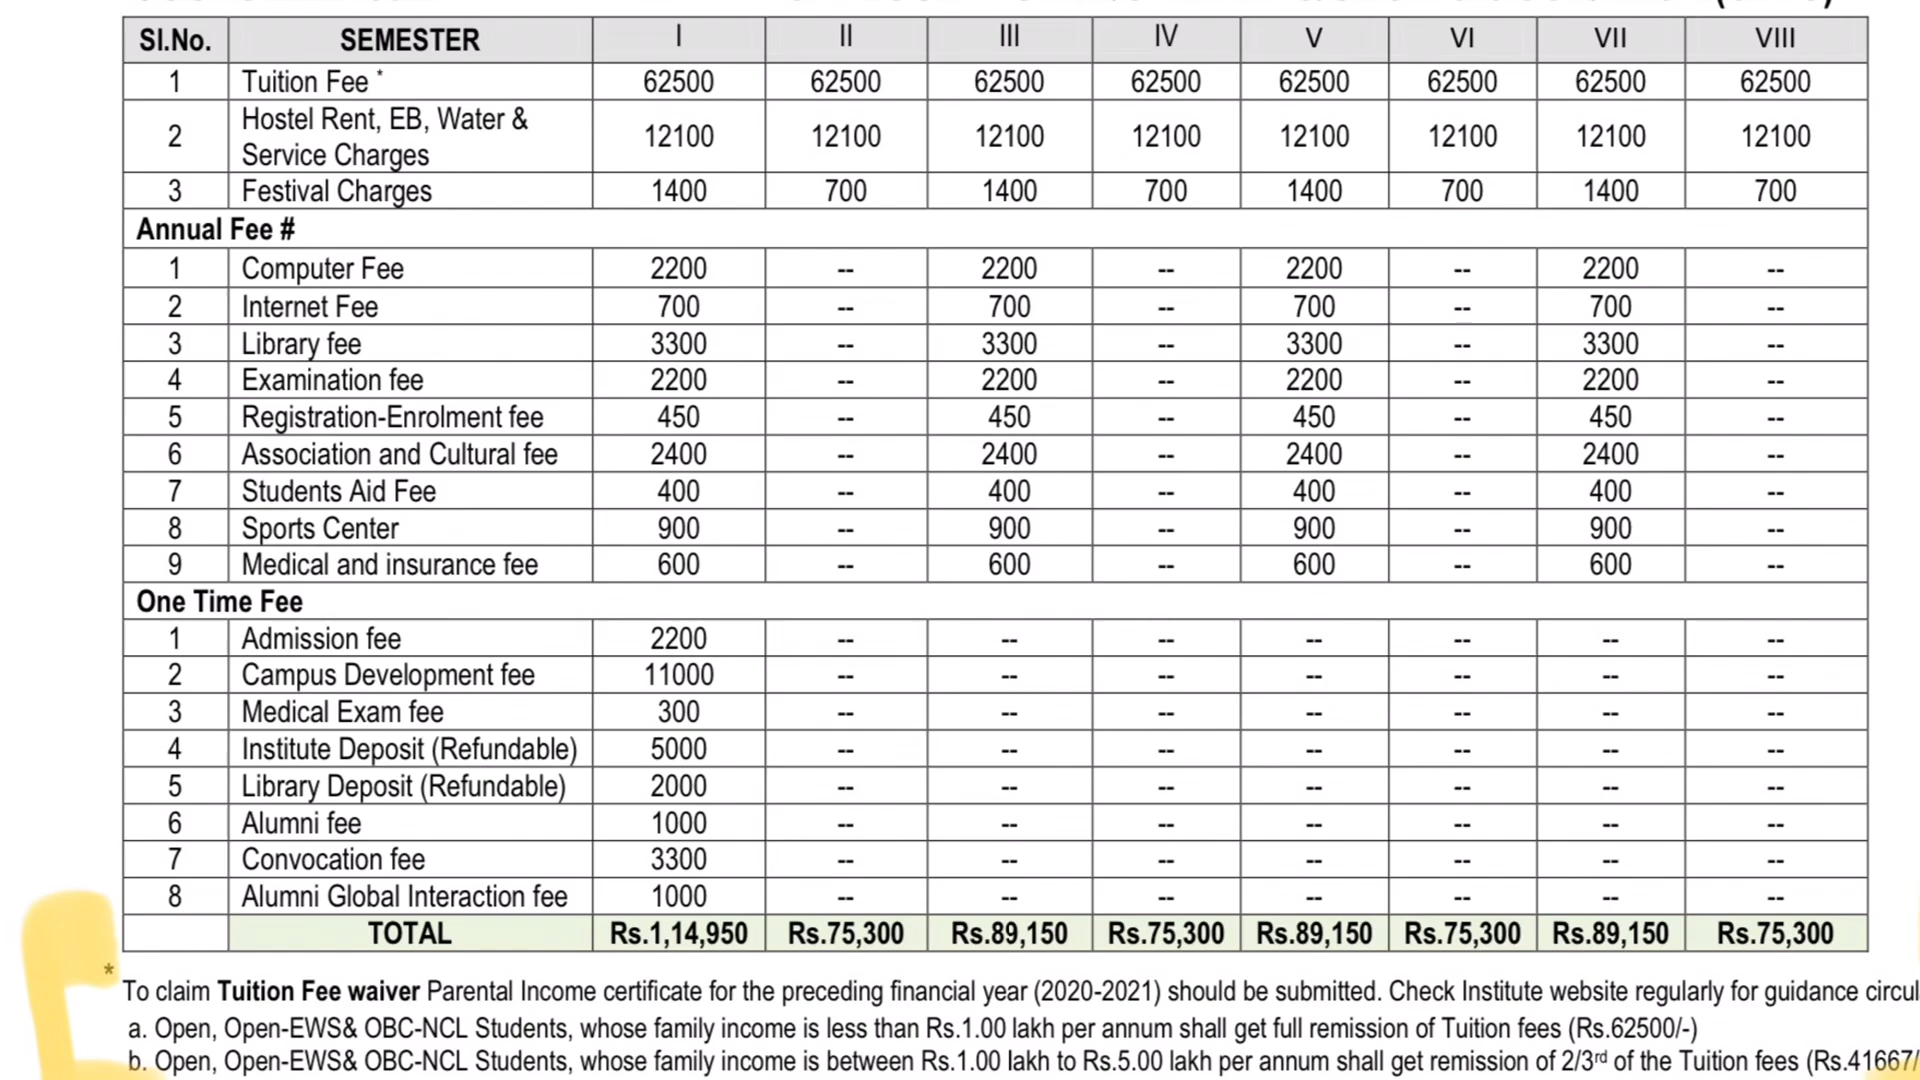 Sl.No. SEMESTER I II III IV V VI VII VIII
1 Tuition Fee * 62500 62500 62500 62500 62500 62500 62500 62500
2 Hostel Rent, EB, Water & Service Charges 12100 12100 12100 12100 12100 12100 12100 12100
3 Festival Charges 1400 700 1400 700 1400 700 1400 700
Annual Fee #
1 Computer Fee 2200 -- 2200 -- 2200 -- 2200 --
2 Internet Fee 700 -- 700 -- 700 -- 700 --
3 Library fee 3300 -- 3300 -- 3300 -- 3300 --
4 Examination fee 2200 -- 2200 -- 2200 -- 2200 --
5 Registration-Enrolment fee 450 -- 450 -- 450 -- 450 --
6 Association and Cultural fee 2400 -- 2400 -- 2400 -- 2400 --
7 Students Aid Fee 400 -- 400 -- 400 -- 400 --
8 Sports Center 900 -- 900 -- 900 -- 900 --
9 Medical and insurance fee 600 -- 600 -- 600 -- 600 --
One Time Fee
1 Admission fee 2200 -- -- -- -- -- -- --
2 Campus Development fee 11000 -- -- -- -- -- -- --
3 Medical Exam fee 300 -- -- -- -- -- -- --
4 Institute Deposit (Refundable) 5000 -- -- -- -- -- -- --
5 Library Deposit (Refundable) 2000 -- -- -- -- -- -- --
6 Alumni fee 1000 -- -- -- -- -- -- --
7 Convocation fee 3300 -- -- -- -- -- -- --
8 Alumni Global Interaction fee 1000 -- -- -- -- -- -- --
TOTAL Rs.1,14,950 Rs.75,300 Rs.89,150 Rs.75,300 Rs.89,150 Rs.75,300 Rs.89,150 Rs.75,300
* To claim Tuition Fee waiver Parental Income certificate for the preceding financial year (2020-2021) should be submitted. Check Institute website regularly for guidance circul
a. Open, Open-EWS& OBC-NCL Students, whose family income is less than Rs.1.00 lakh per annum shall get full remission of Tuition fees (Rs.62500/-)
b. Open, Open-EWS& OBC-NCL Students, whose family income is between Rs.1.00 lakh to Rs.5.00 lakh per annum shall get remission of 2/3rd of the Tuition fees (Rs.41667/